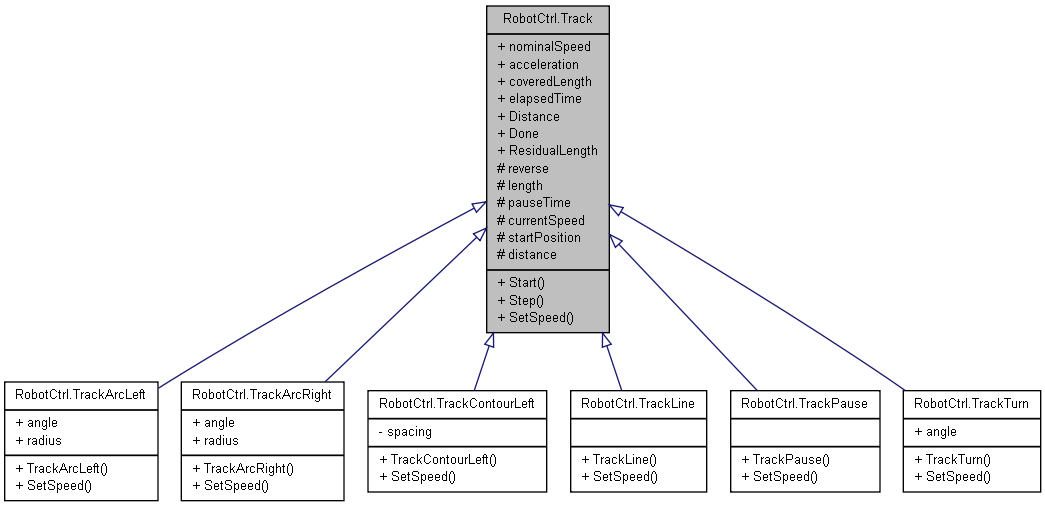 RobotCtrl.Track
+ nominalSpeed
+ acceleration
+ coveredLength
+ elapsedTime
+ Distance
+ Done
+ ResidualLength
# reverse
# length
# pauseTime
# currentSpeed
# startPosition
# distance
+ Start()
+ Step()
+ SetSpeed()
RobotCtrl.TrackArcLeft
+ angle
+ radius
+ TrackArcLeft()
+ SetSpeed()
RobotCtrl.TrackArcRight
+ angle
+ radius
+ TrackArcRight()
+ SetSpeed()
RobotCtrl.TrackContourLeft
- spacing
+ TrackContourLeft()
+ SetSpeed()
RobotCtrl.TrackLine
+ TrackLine()
+ SetSpeed()
RobotCtrl.TrackPause
+ TrackPause()
+ SetSpeed()
RobotCtrl.TrackTurn
+ angle
+ TrackTurn()
+ SetSpeed()